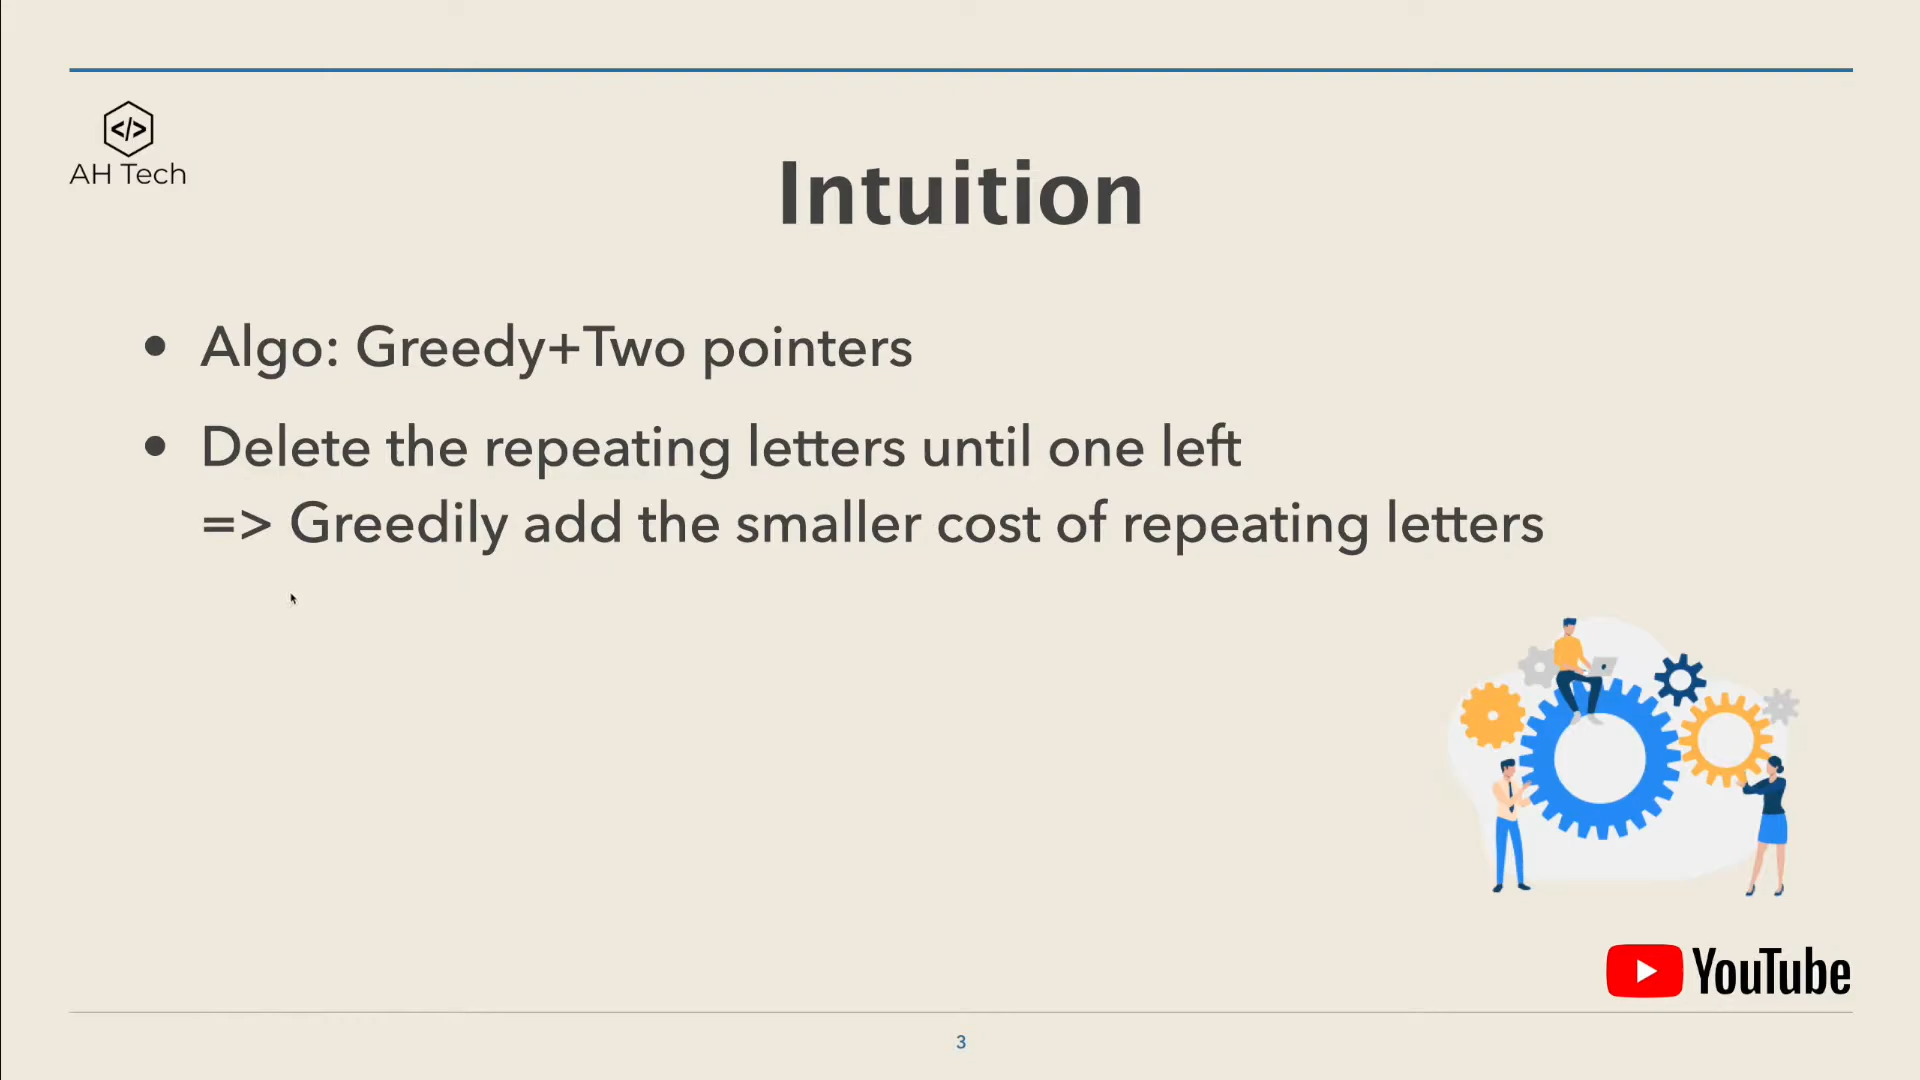 </>
AH Tech
Intuition
• Algo: Greedy+Two pointers
• Delete the repeating letters until one left
=> Greedily add the smaller cost of repeating letters
YouTube
3